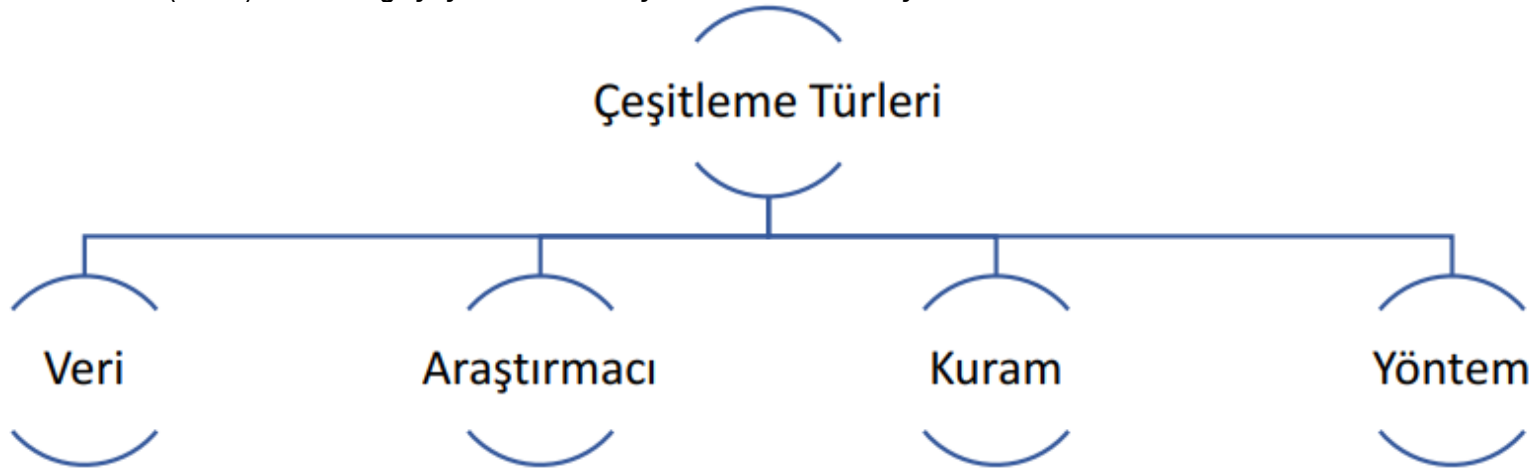 Çeşitleme Türleri
Veri
Araştırmacı
Kuram
Yöntem